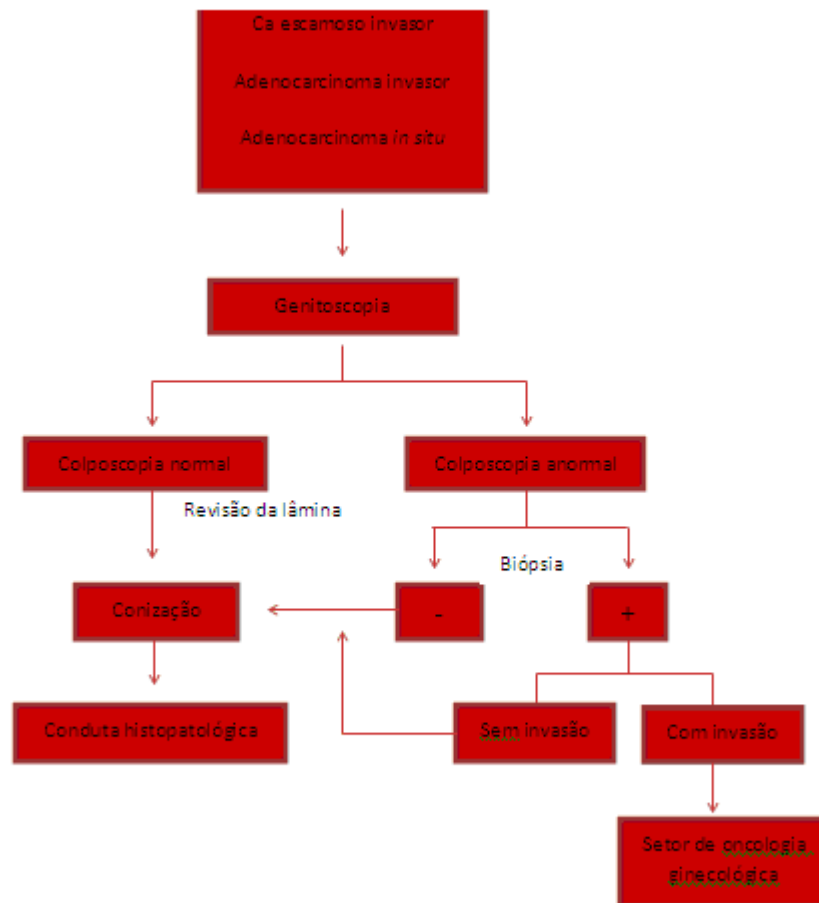 Ca escamoso invasor
Adenocarcinoma invasor
Adenocarcinoma in situ
Genitoscopia
Colposcopia normal
Colposcopia anormal
Revisão da lâmina
Biópsia
Conização
-
+
Conduta histopatológica
Sem invasão
Com invasão
Setor de oncologia
ginecológica